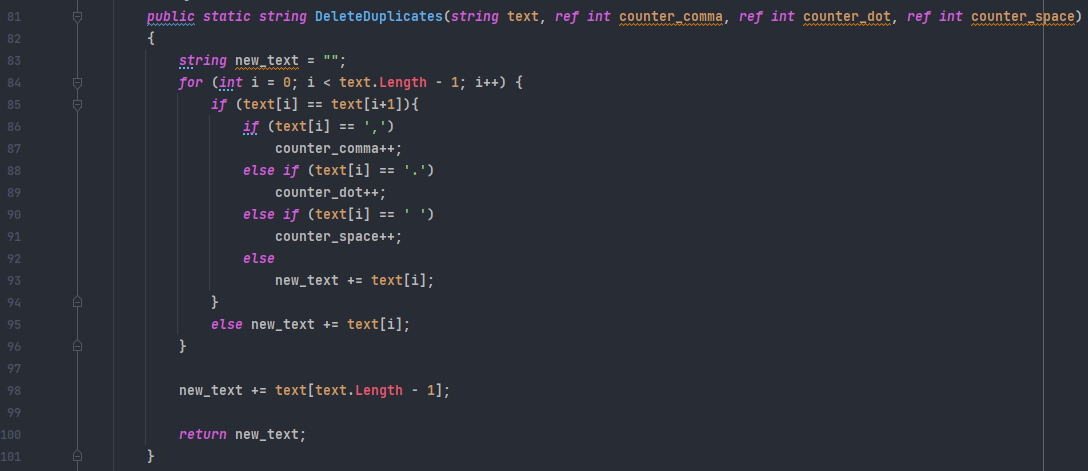 81 public static string DeleteDuplicates(string text, ref int counter_comma, ref int counter_dot, ref int counter_space)
82 {
83 string new_text = "";
84 for (int i = 0; i < text.Length - 1; i++) {
85 if (text[i] == text[i+1]){
86 if (text[i] == ',')
87 counter_comma++;
88 else if (text[i] == '.')
89 counter_dot++;
90 else if (text[i] == ' ')
91 counter_space++;
92 else
93 new_text += text[i];
94 }
95 else new_text += text[i];
96 }
97
98 new_text += text[text.Length - 1];
99
100 return new_text;
101 }